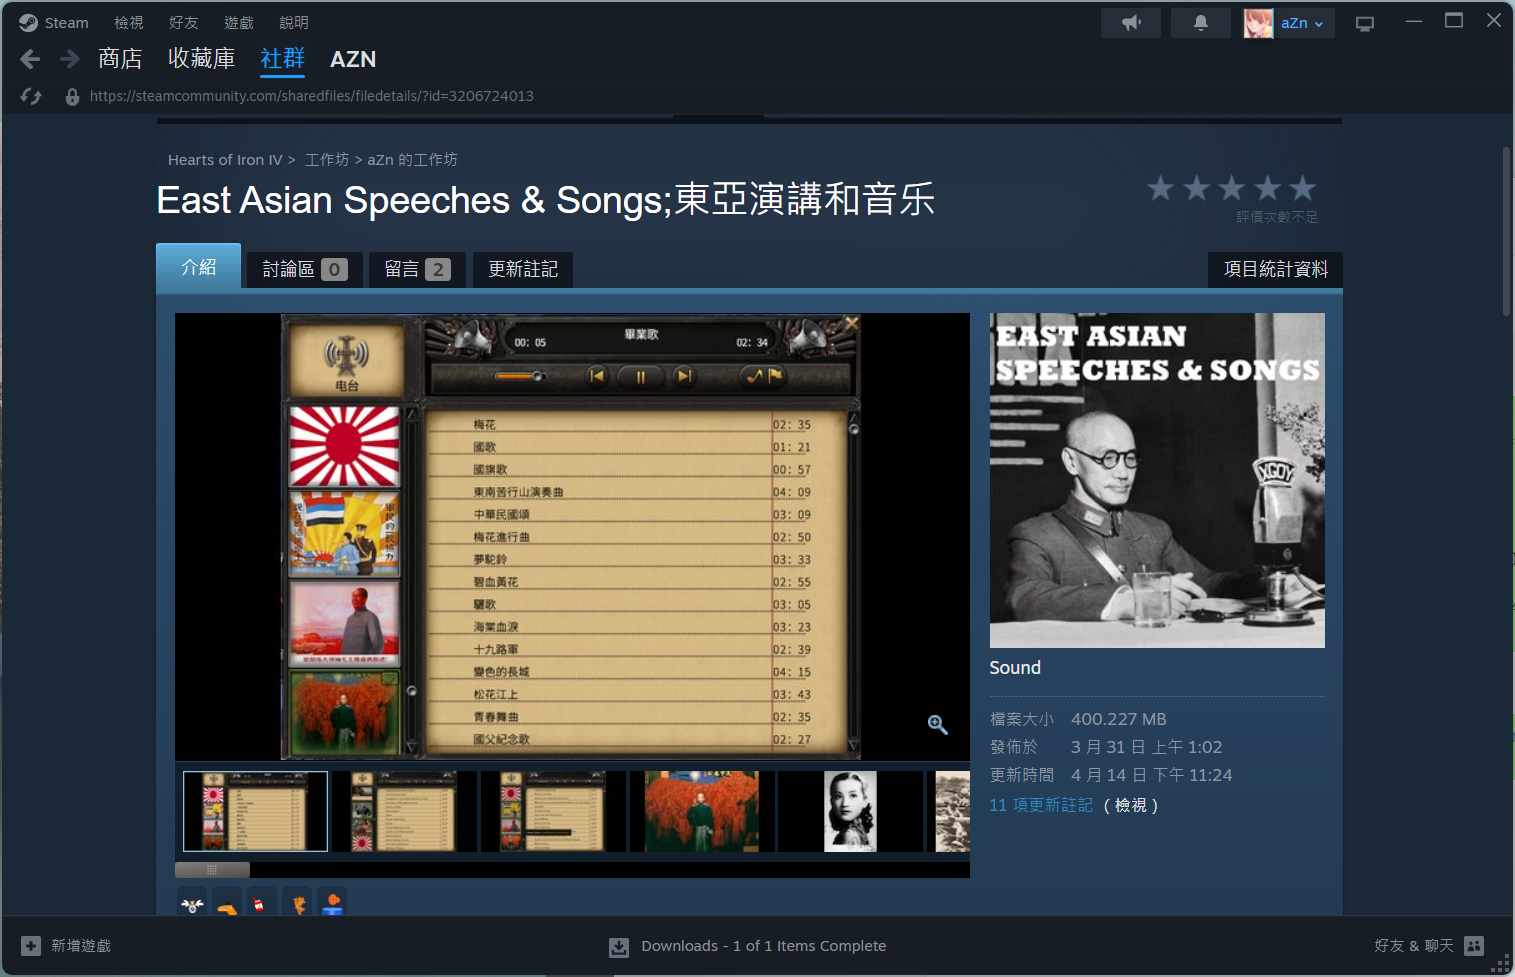 Steam 檢視 好友 遊戲 說明
aZn
商店 收藏庫 社群 AZN
https://steamcommunity.com/sharedfiles/filedetails/?id=3206724013
Hearts of Iron IV > 工作坊 > aZn 的工作坊
East Asian Speeches & Songs;東亞演講和音乐
評價次數不足
介紹 討論區 0 留言 2 更新註記 項目統計資料
电台
00: 05 畢業歌 02: 34
梅花 02: 35
國歌 01: 21
國旗歌 00: 57
東南苦行山演奏曲 04: 09
中華民國頌 03: 09
梅花進行曲 02: 50
夢駝鈴 03: 33
碧血黃花 02: 55
驪歌 03: 05
海棠血淚 03: 23
十九路軍 02: 39
變色的長城 04: 15
松花江上 03: 43
青春舞曲 02: 35
國父紀念歌 02: 27
EAST ASIAN
SPEECHES & SONGS
XGOY
Sound
檔案大小 400.227 MB
發佈於 3 月 31 日 上午 1:02
更新時間 4 月 14 日 下午 11:24
11 項更新註記 ( 檢視 )
新增遊戲
Downloads - 1 of 1 Items Complete
好友 & 聊天